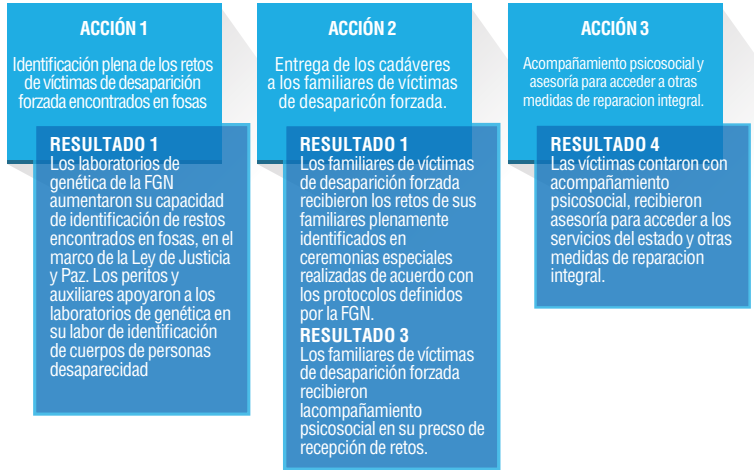 ACCIÓN 1
Identificación plena de los retos
de víctimas de desaparición
forzada encontrados en fosas
RESULTADO 1
Los laboratorios de
genética de la FGN
aumentaron su capacidad
de identificación de restos
encontrados en fosas, en el
marco de la Ley de Justicia
y Paz. Los peritos y
auxiliares apoyaron a los
laboratorios de genética en
su labor de identificación
de cuerpos de personas
desaparecidad
ACCIÓN 2
Entrega de los cadáveres
a los familiares de víctimas
de desaparicón forzada.
RESULTADO 1
Los familiares de víctimas
de desaparición forzada
recibieron los retos de sus
familiares plenamente
identificados en
ceremonias especiales
realizadas de acuerdo con
los protocolos definidos
por la FGN.
RESULTADO 3
Los familiares de víctimas
de desaparición forzada
recibieron
lacompañamiento
psicosocial en su precso de
recepción de retos.
ACCIÓN 3
Acompañamiento psicosocial y
asesoría para acceder a otras
medidas de reparacion integral.
RESULTADO 4
Las víctimas contaron con
acompañamiento
psicosocial, recibieron
asesoría para acceder a los
servicios del estado y otras
medidas de reparacion
integral.